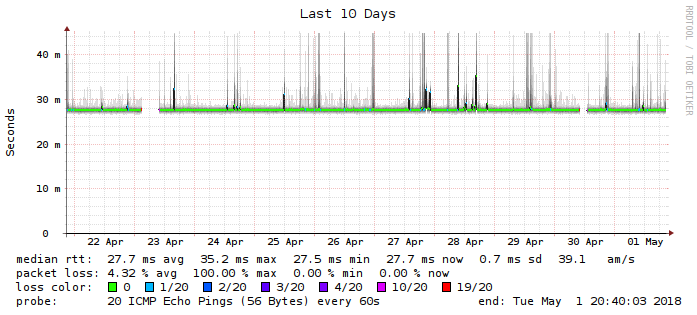 Last 10 Days
RRDTOOL / TOBI OETIKER
Seconds
40 m
30 m
20 m
10 m
0
22 Apr 23 Apr 24 Apr 25 Apr 26 Apr 27 Apr 28 Apr 29 Apr 30 Apr 01 May
median rtt: 27.7 ms avg 35.2 ms max 27.5 ms min 27.7 ms now 0.7 ms sd 39.1 am/s
packet loss: 4.32 % avg 100.00 % max 0.00 % min 0.00 % now
loss color: 0 1/20 2/20 3/20 4/20 10/20 19/20
probe: 20 ICMP Echo Pings (56 Bytes) every 60s end: Tue May 1 20:40:03 2018